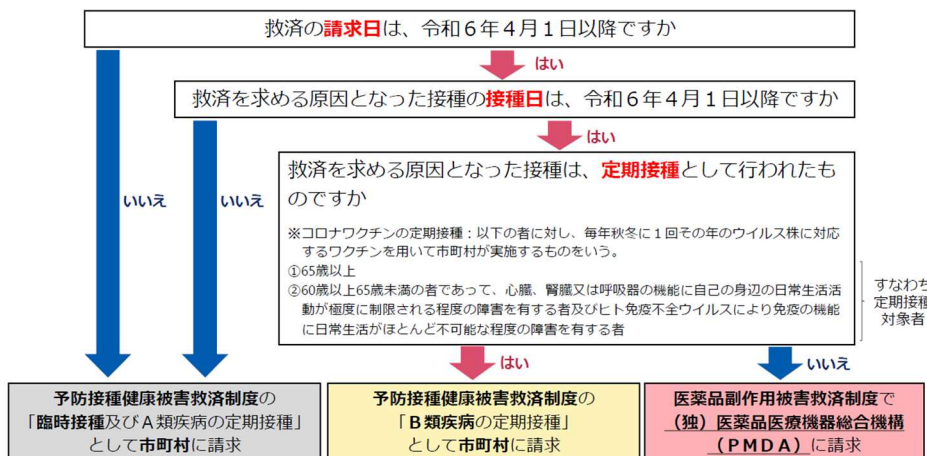 救済の請求日は、令和6年4月1日以降ですか
はい
救済を求める原因となった接種の接種日は、令和6年4月1日以降ですか
はい
救済を求める原因となった接種は、定期接種として行われたも
のですか
いいえ
いいえ
※コロナワクチンの定期接種：以下の者に対し、毎年秋冬に1回その年のウイルス株に対応
するワクチンを用いて市町村が実施するものをいう。
①65歳以上
②60歳以上65歳未満の者であって、心臓、腎臓又は呼吸器の機能に自己の身辺の日常生活活
動が極度に制限される程度の障害を有する者及びヒト免疫不全ウイルスにより免疫の機能
に日常生活がほとんど不可能な程度の障害を有する者
すなわち
定期接種
対象者
はい
いいえ
予防接種健康被害救済制度の
「臨時接種及びA類疾病の定期接種」
として市町村に請求
予防接種健康被害救済制度の
「B類疾病の定期接種」
として市町村に請求
医薬品副作用被害救済制度で
（独）医薬品医療機器総合機構
（PMDA）に請求